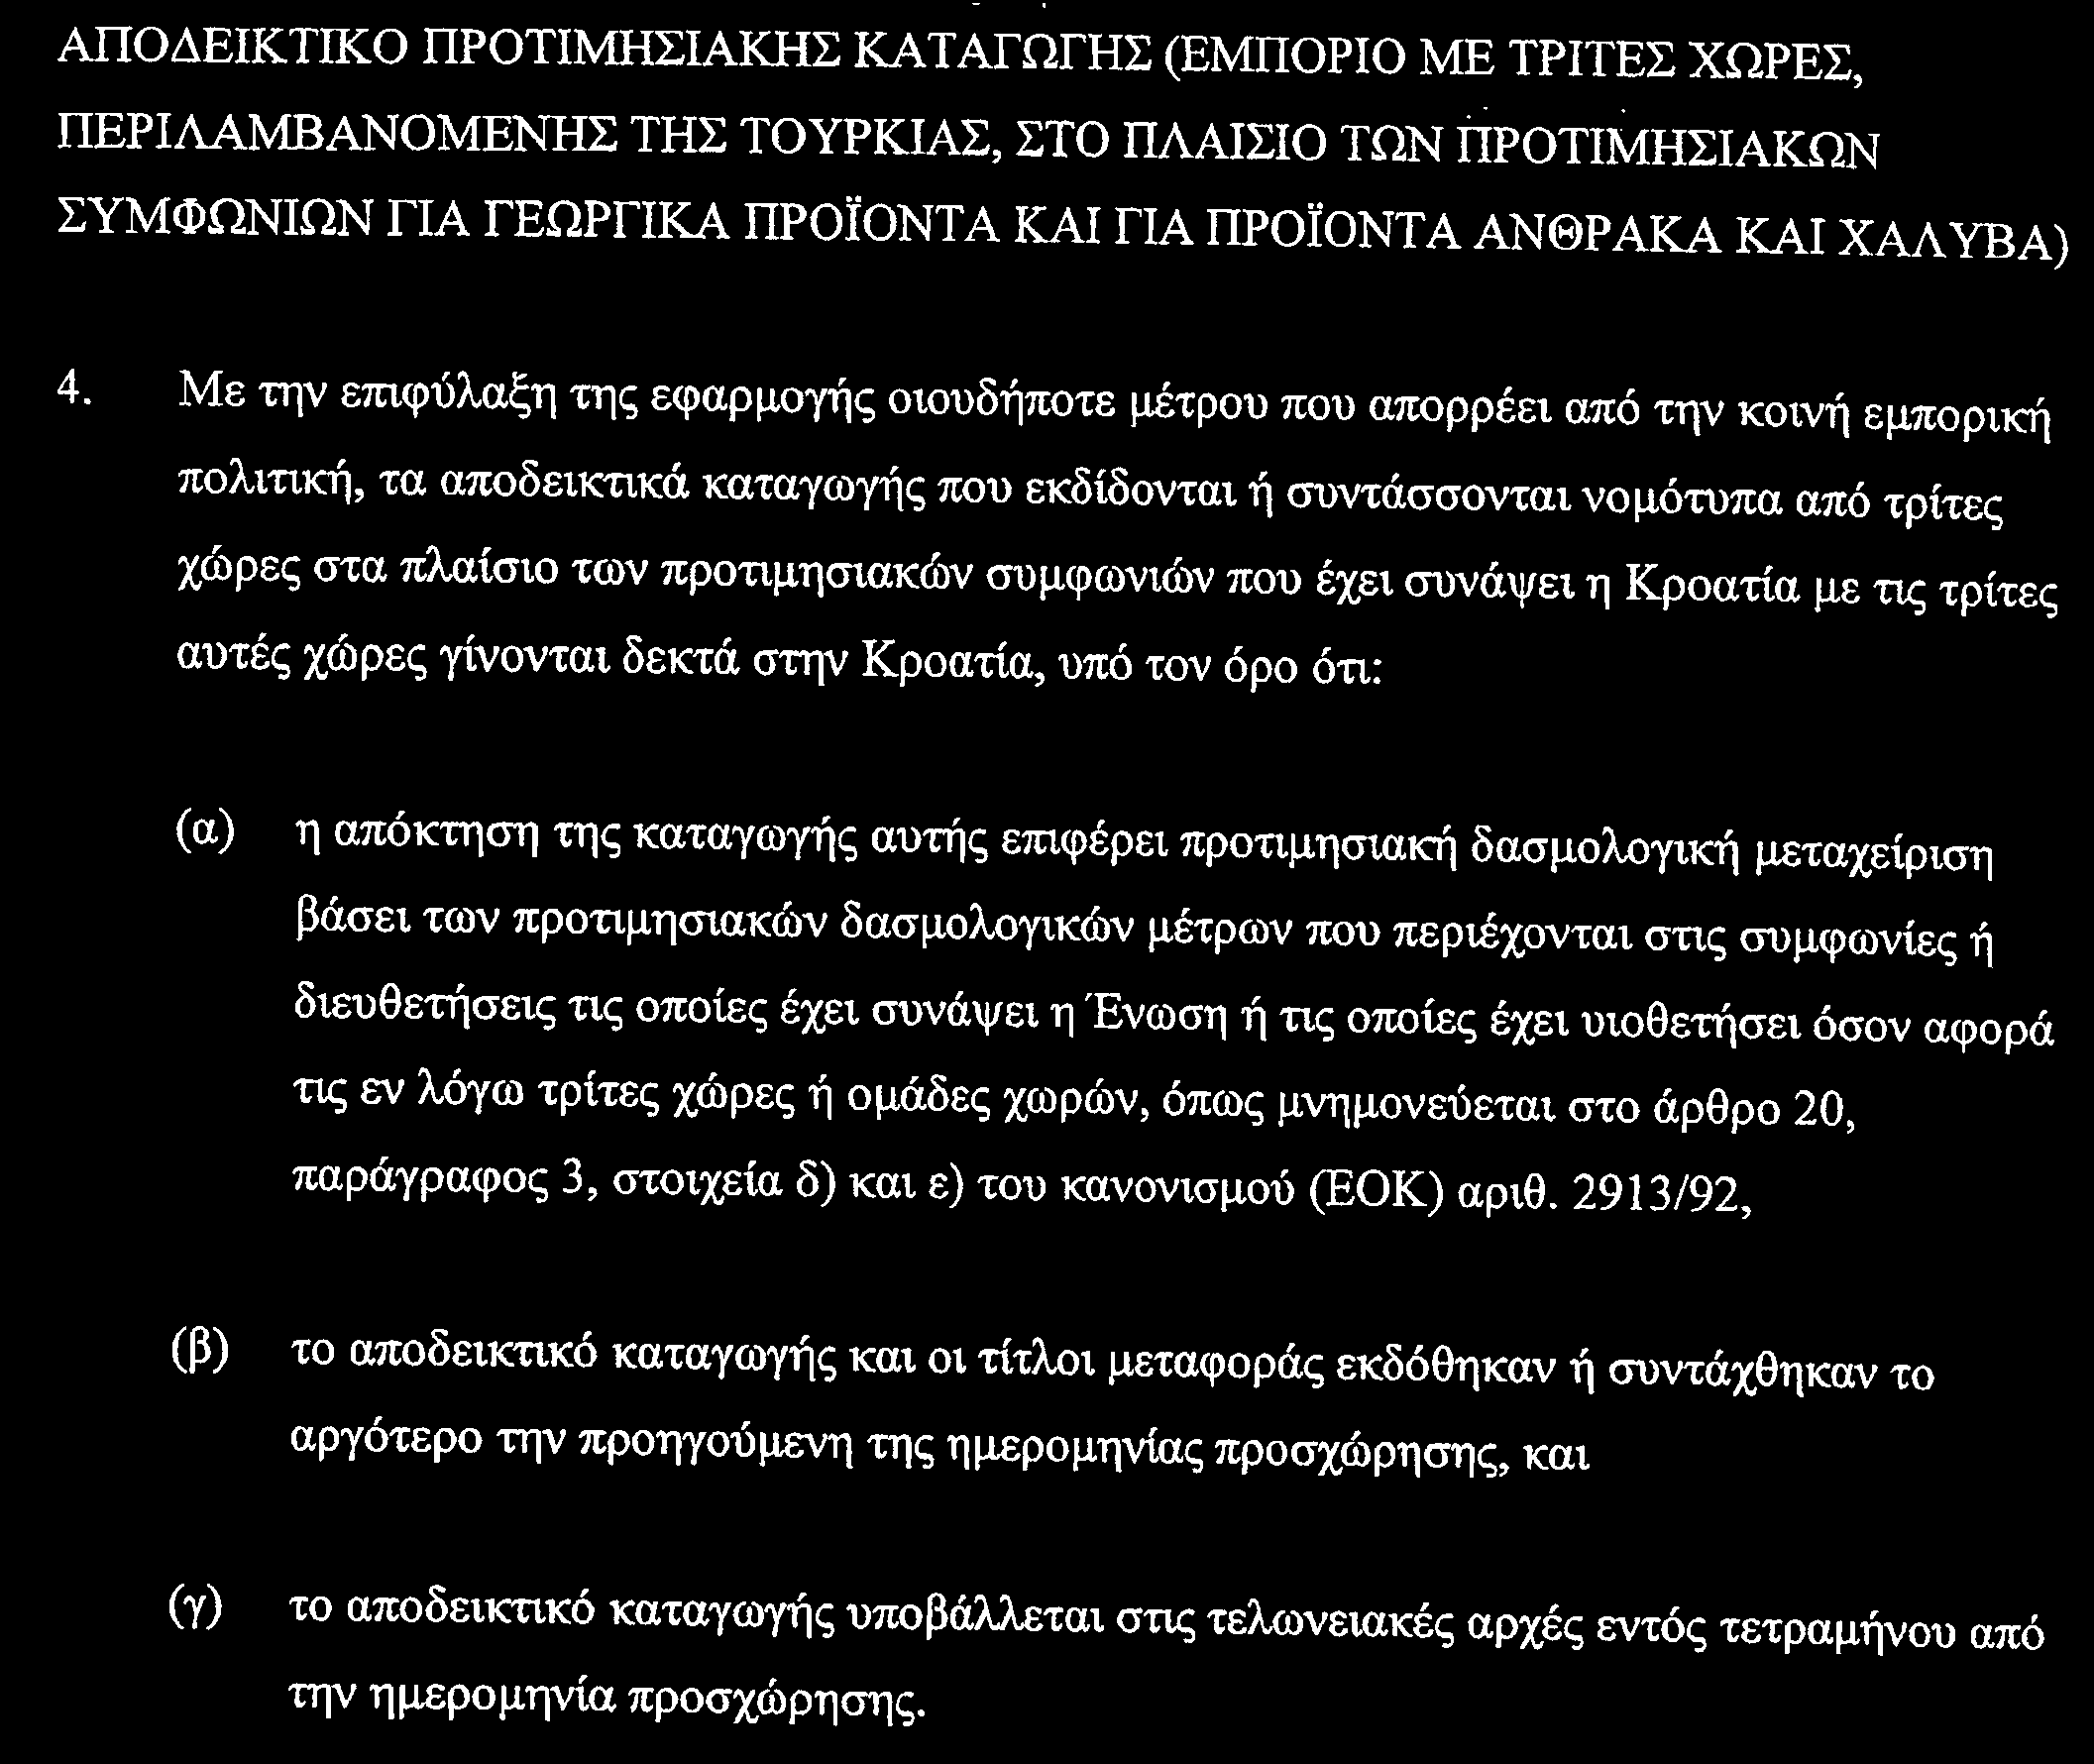 ΑΠΟΔΕΙΚΤΙΚΟ ΠΡΟΤΙΜΗΣΙΑΚΗΣ ΚΑΤΑΓΩΓΗΣ (ΕΜΠΟΡΙΟ ΜΕ ΤΡΙΤΕΣ ΧΩΡΕΣ,
ΠΕΡΙΛΑΜΒΑΝΟΜΕΝΗΣ ΤΗΣ ΤΟΥΡΚΙΑΣ, ΣΤΟ ΠΛΑΙΣΙΟ ΤΩΝ ΠΡΟΤΙΜΗΣΙΑΚΩΝ
ΣΥΜΦΩΝΙΩΝ ΓΙΑ ΓΕΩΡΓΙΚΑ ΠΡΟΪΟΝΤΑ ΚΑΙ ΓΙΑ ΠΡΟΪΟΝΤΑ ΑΝΘΡΑΚΑ ΚΑΙ ΧΑΛΥΒΑ)
4. Με την επιφύλαξη της εφαρμογής οιουδήποτε μέτρου που απορρέει από την κοινή εμπορική
πολιτική, τα αποδεικτικά καταγωγής που εκδίδονται ή συντάσσονται νομότυπα από τρίτες
χώρες στα πλαίσιο των προτιμησιακών συμφωνιών που έχει συνάψει η Κροατία με τις τρίτες
αυτές χώρες γίνονται δεκτά στην Κροατία, υπό τον όρο ότι:
(α) η απόκτηση της καταγωγής αυτής επιφέρει προτιμησιακή δασμολογική μεταχείριση
βάσει των προτιμησιακών δασμολογικών μέτρων που περιέχονται στις συμφωνίες ή
διευθετήσεις τις οποίες έχει συνάψει η Ένωση ή τις οποίες έχει υιοθετήσει όσον αφορά
τις εν λόγω τρίτες χώρες ή ομάδες χωρών, όπως μνημονεύεται στο άρθρο 20,
παράγραφος 3, στοιχεία δ) και ε) του κανονισμού (ΕΟΚ) αριθ. 2913/92,
(β) το αποδεικτικό καταγωγής και οι τίτλοι μεταφοράς εκδόθηκαν ή συντάχθηκαν το
αργότερο την προηγούμενη της ημερομηνίας προσχώρησης, και
(γ) το αποδεικτικό καταγωγής υποβάλλεται στις τελωνειακές αρχές εντός τετραμήνου από
την ημερομηνία προσχώρησης.